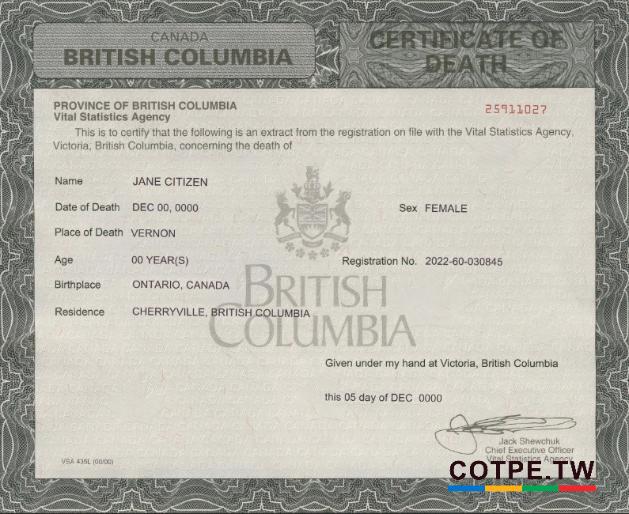 CANADA
BRITISH COLUMBIA
CERTIFICATE OF
DEATH
PROVINCE OF BRITISH COLUMBIA
Vital Statistics Agency
25911027
This is to certify that the following is an extract from the registration on file with the Vital Statistics Agency,
Victoria, British Columbia, concerning the death of
Name JANE CITIZEN
Date of Death DEC 00, 0000 Sex FEMALE
Place of Death VERNON
Age 00 YEAR(S) Registration No. 2022-60-030845
Birthplace ONTARIO, CANADA
BRITISH
COLUMBIA
Residence CHERRYVILLE, BRITISH COLUMBIA
Given under my hand at Victoria, British Columbia
this 05 day of DEC 0000
Jack Shewchuk
Chief Executive Officer
Vital Statistics Agency
VSA 435L (00/00)
COTPE.TW